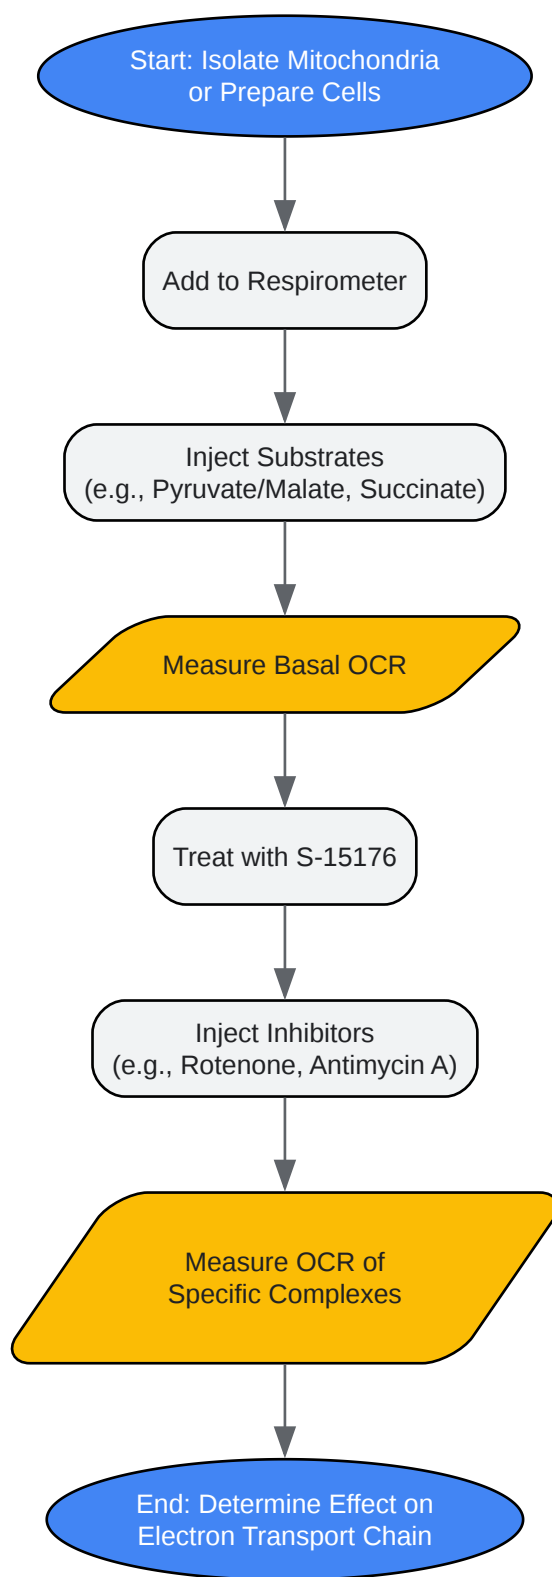 Start: Isolate Mitochondria
or Prepare Cells
Add to Respirometer
Inject Substrates
(e.g., Pyruvate/Malate, Succinate)
Measure Basal OCR
Treat with S-15176
Inject Inhibitors
(e.g., Rotenone, Antimycin A)
Measure OCR of
Specific Complexes
End: Determine Effect on
Electron Transport Chain